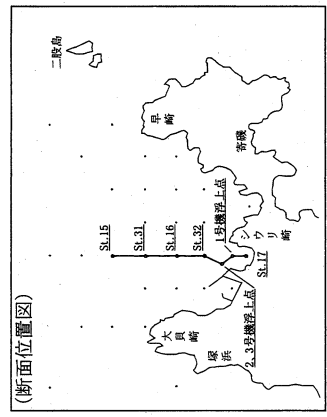 (断面位置図)
二股島
早崎
寄磯
St.15
St.31
St.16
St.32
1号機浮上点
シウリ崎
St.17
2、3号機浮上点
大貝崎
塚浜